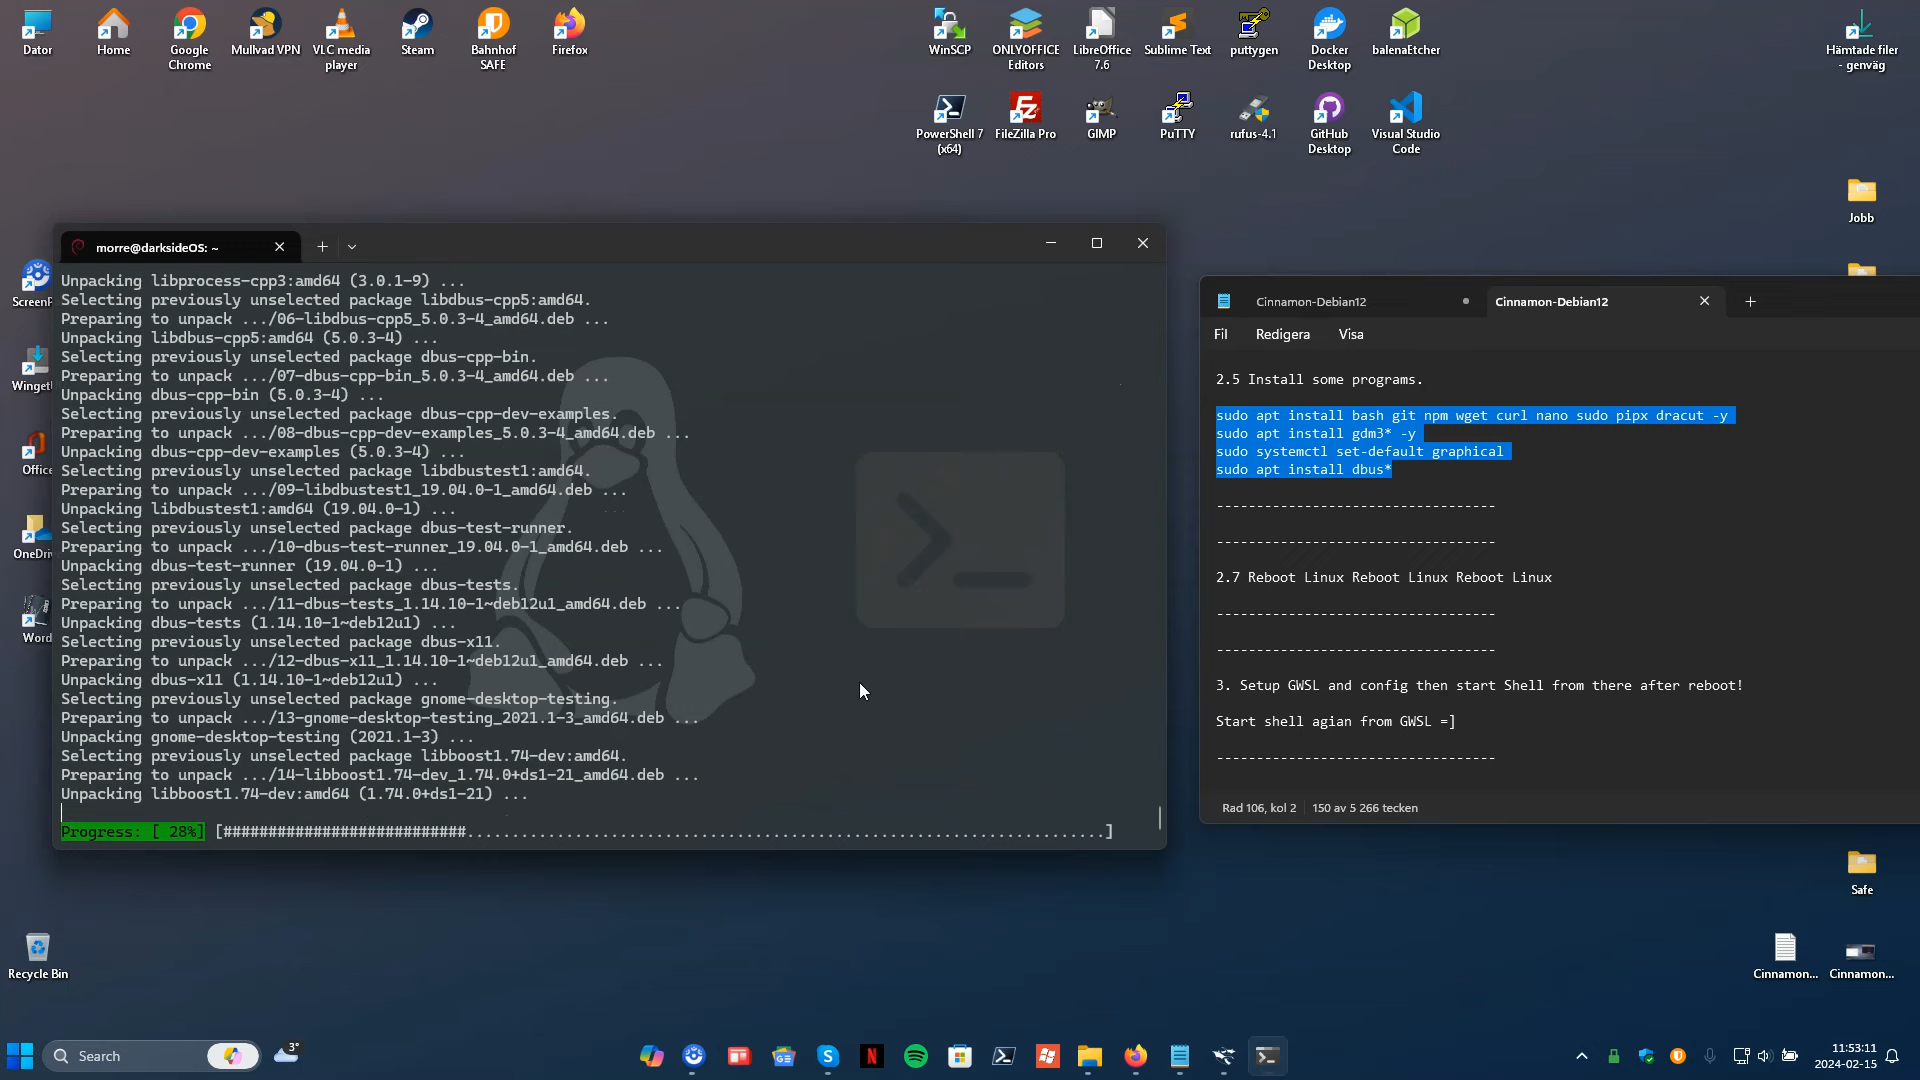 Dator
Home
Google
Chrome
Mullvad VPN
VLC media
player
Steam
Bahnhof
SAFE
Firefox
WinSCP
ONLYOFFICE
Editors
LibreOffice
7.6
Sublime Text
puttygen
Docker
Desktop
balenaEtcher
Hämtade filer
- genväg
PowerShell 7
(x64)
FileZilla Pro
GIMP
PuTTY
rufus-4.1
GitHub
Desktop
Visual Studio
Code
Jobb
morre@darksideOS: ~
Unpacking libprocess-cpp3:amd64 (3.0.1-9) ...
Selecting previously unselected package libdbus-cpp5:amd64.
Preparing to unpack .../06-libdbus-cpp5_5.0.3-4_amd64.deb ...
Unpacking libdbus-cpp5:amd64 (5.0.3-4) ...
Selecting previously unselected package dbus-cpp-bin.
Preparing to unpack .../07-dbus-cpp-bin_5.0.3-4_amd64.deb ...
Unpacking dbus-cpp-bin (5.0.3-4) ...
Selecting previously unselected package dbus-cpp-dev-examples.
Preparing to unpack .../08-dbus-cpp-dev-examples_5.0.3-4_amd64.deb ...
Unpacking dbus-cpp-dev-examples (5.0.3-4) ...
Selecting previously unselected package libdbustest1:amd64.
Preparing to unpack .../09-libdbustest1_19.04.0-1_amd64.deb ...
Unpacking libdbustest1:amd64 (19.04.0-1) ...
Selecting previously unselected package dbus-test-runner.
Preparing to unpack .../10-dbus-test-runner_19.04.0-1_amd64.deb ...
Unpacking dbus-test-runner (19.04.0-1) ...
Selecting previously unselected package dbus-tests.
Preparing to unpack .../11-dbus-tests_1.14.10-1~deb12u1_amd64.deb ...
Unpacking dbus-tests (1.14.10-1~deb12u1) ...
Selecting previously unselected package dbus-x11.
Preparing to unpack .../12-dbus-x11_1.14.10-1~deb12u1_amd64.deb ...
Unpacking dbus-x11 (1.14.10-1~deb12u1) ...
Selecting previously unselected package gnome-desktop-testing.
Preparing to unpack .../13-gnome-desktop-testing_2021.1-3_amd64.deb ...
Unpacking gnome-desktop-testing (2021.1-3) ...
Selecting previously unselected package libboost1.74-dev:amd64.
Preparing to unpack .../14-libboost1.74-dev_1.74.0+ds1-21_amd64.deb ...
Unpacking libboost1.74-dev:amd64 (1.74.0+ds1-21) ...
Progress: [ 28%] [###########################.......................................................................]
Cinnamon-Debian12
Cinnamon-Debian12
Fil Redigera Visa
2.5 Install some programs.
sudo apt install bash git npm wget curl nano sudo pipx dracut -y
sudo apt install gdm3* -y
sudo systemctl set-default graphical
sudo apt install dbus*
-----------------------------------
-----------------------------------
2.7 Reboot Linux Reboot Linux Reboot Linux
-----------------------------------
-----------------------------------
3. Setup GWSL and config then start Shell from there after reboot!
Start shell agian from GWSL =]
-----------------------------------
Rad 106, kol 2 150 av 5 266 tecken
ScreenP
Winget
Office
OneDriv
Word
Recycle Bin
Safe
Cinnamon...
Cinnamon...
Search
3°
11:53:11
2024-02-15